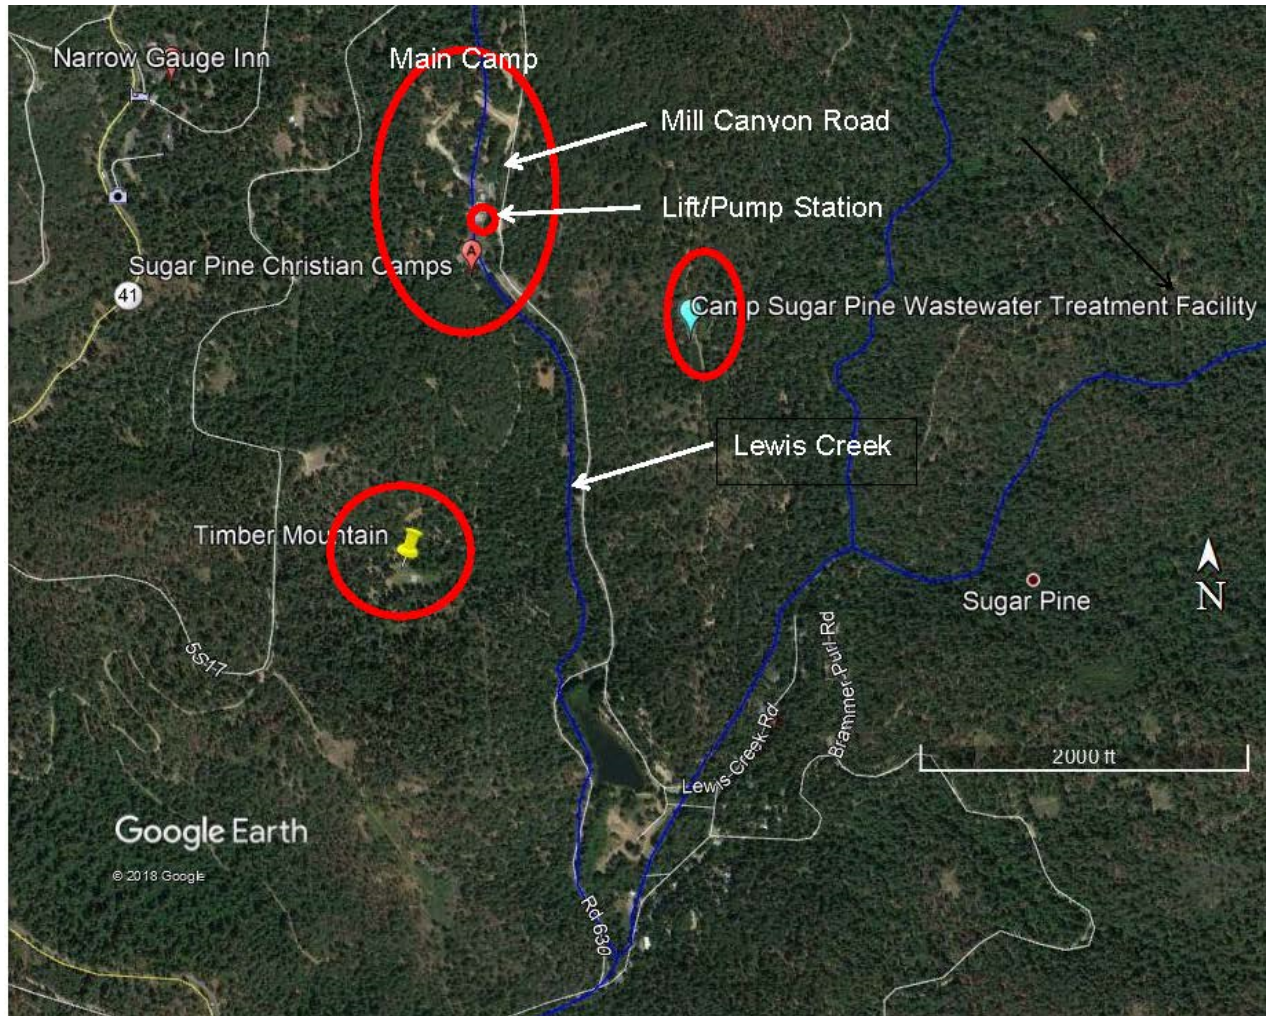 Narrow Gauge Inn
Main Camp
Mill Canyon Road
Lift/Pump Station
A
Sugar Pine Christian Camps
41
Camp Sugar Pine Wastewater Treatment Facility
Lewis Creek
Timber Mountain
N
Sugar Pine
5S17
Brammer-Purl-Rd
Lewis-Creek-Rd
2000 ft
Google Earth
© 2018 Google
Rd 630